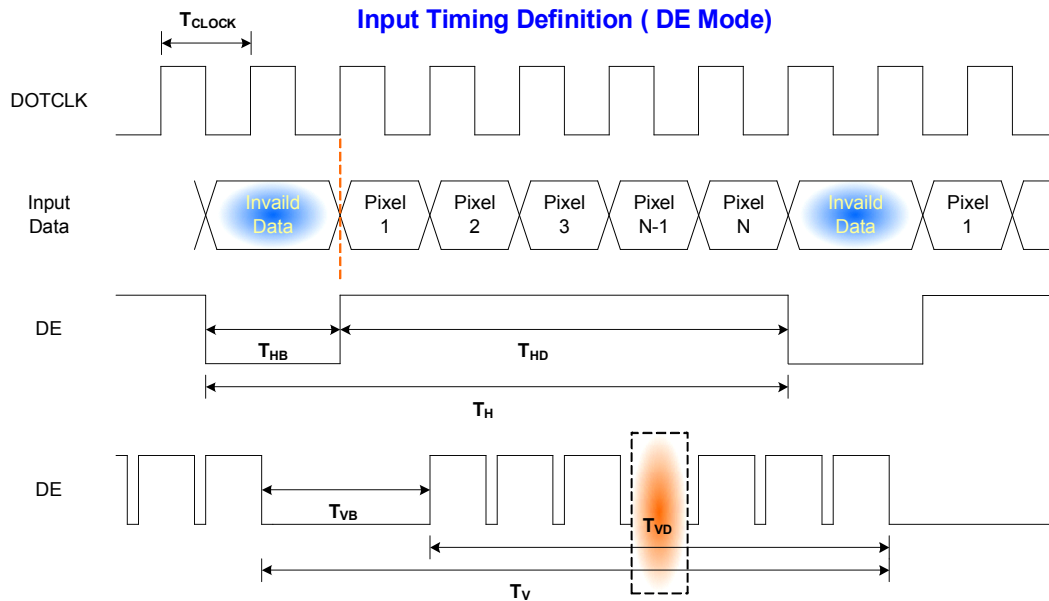 Input Timing Definition ( DE Mode)
TCLOCK
DOTCLK
Input
Data
Invaild
Data
Pixel
1
Pixel
2
Pixel
3
Pixel
N-1
Pixel
N
Invaild
Data
Pixel
1
DE
THB
THD
TH
DE
TVB
TVD
TV